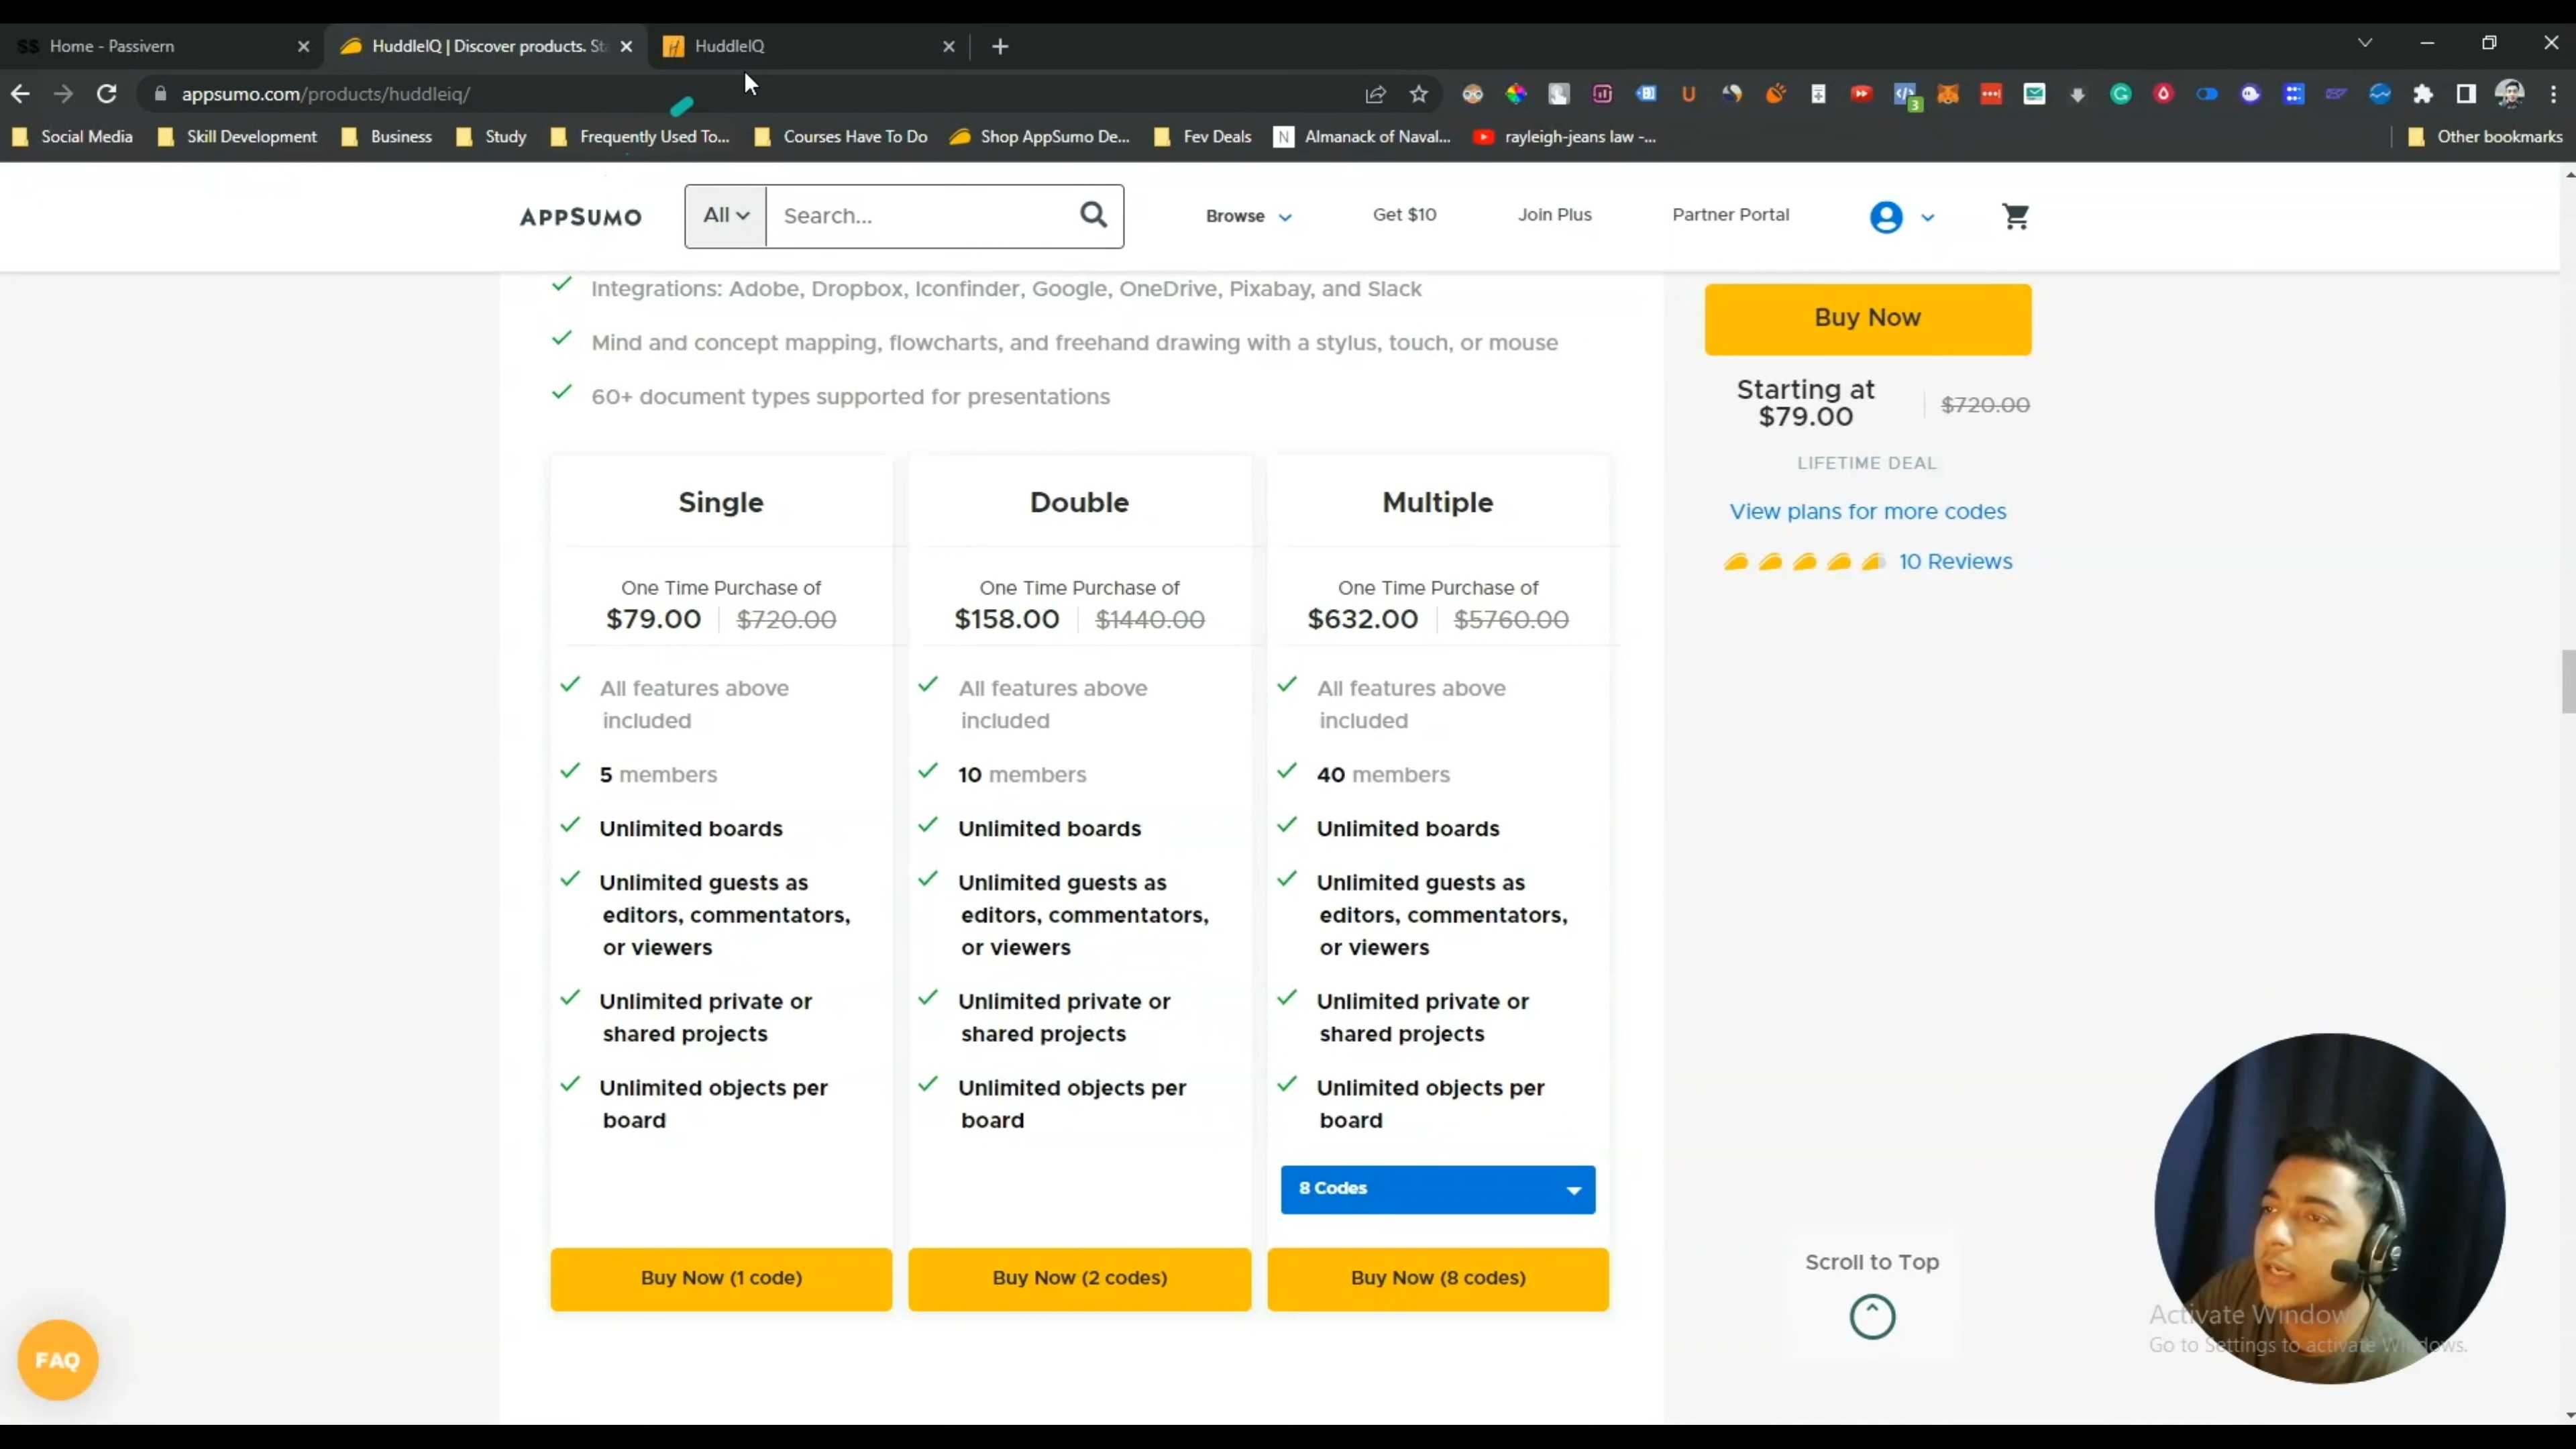 Home - Passivern
HuddleIQ | Discover products. St
HuddleIQ
appsumo.com/products/huddleiq/
Social Media
Skill Development
Business
Study
Frequently Used To...
Courses Have To Do
Shop AppSumo De...
Fev Deals
Almanack of Naval...
rayleigh-jeans law -...
Other bookmarks
APPSUMO
All
Search...
Browse
Get $10
Join Plus
Partner Portal
Integrations: Adobe, Dropbox, Iconfinder, Google, OneDrive, Pixabay, and Slack
Mind and concept mapping, flowcharts, and freehand drawing with a stylus, touch, or mouse
60+ document types supported for presentations
Buy Now
Starting at
$79.00
$720.00
LIFETIME DEAL
View plans for more codes
10 Reviews
Single
One Time Purchase of
$79.00 $720.00
All features above
included
5 members
Unlimited boards
Unlimited guests as
editors, commentators,
or viewers
Unlimited private or
shared projects
Unlimited objects per
board
Buy Now (1 code)
Double
One Time Purchase of
$158.00 $1440.00
All features above
included
10 members
Unlimited boards
Unlimited guests as
editors, commentators,
or viewers
Unlimited private or
shared projects
Unlimited objects per
board
Buy Now (2 codes)
Multiple
One Time Purchase of
$632.00 $5760.00
All features above
included
40 members
Unlimited boards
Unlimited guests as
editors, commentators,
or viewers
Unlimited private or
shared projects
Unlimited objects per
board
8 Codes
Buy Now (8 codes)
Scroll to Top
FAQ
Activate Window
Go to Settings to activate Windows.